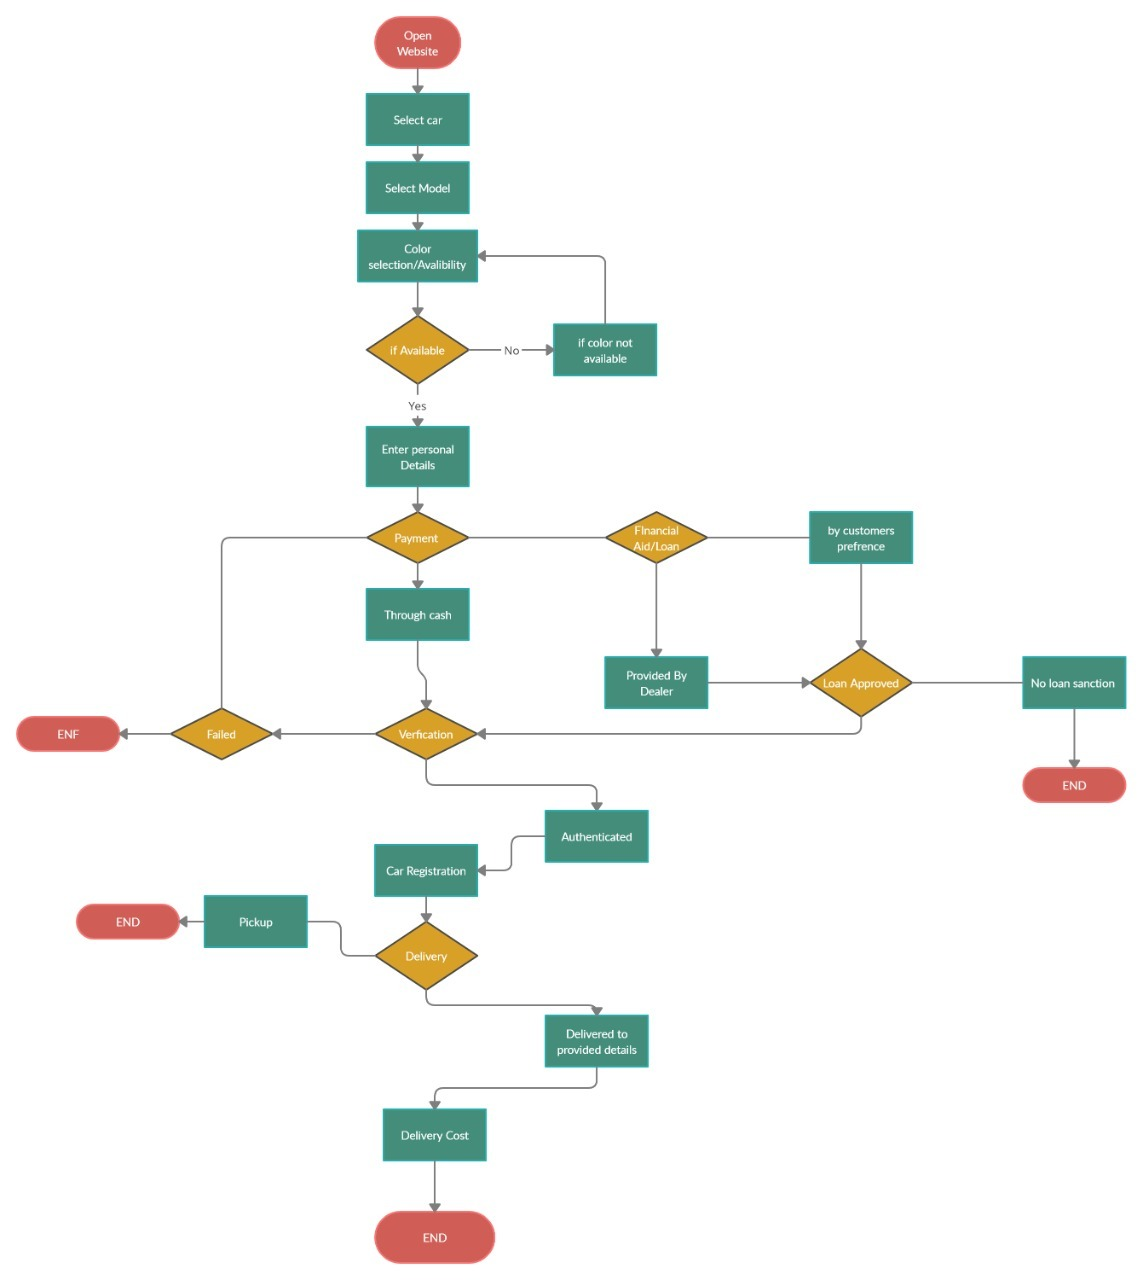 Open
Website
Select car
Select Model
Color
selection/Avalibility
if Available
No
if color not
available
Yes
Enter personal
Details
Payment
FInancial
Aid/Loan
by customers
prefrence
Through cash
Provided By
Dealer
Loan Approved
No loan sanction
ENF
Failed
Verfication
END
Authenticated
Car Registration
END
Pickup
Delivery
Delivered to
provided details
Delivery Cost
END